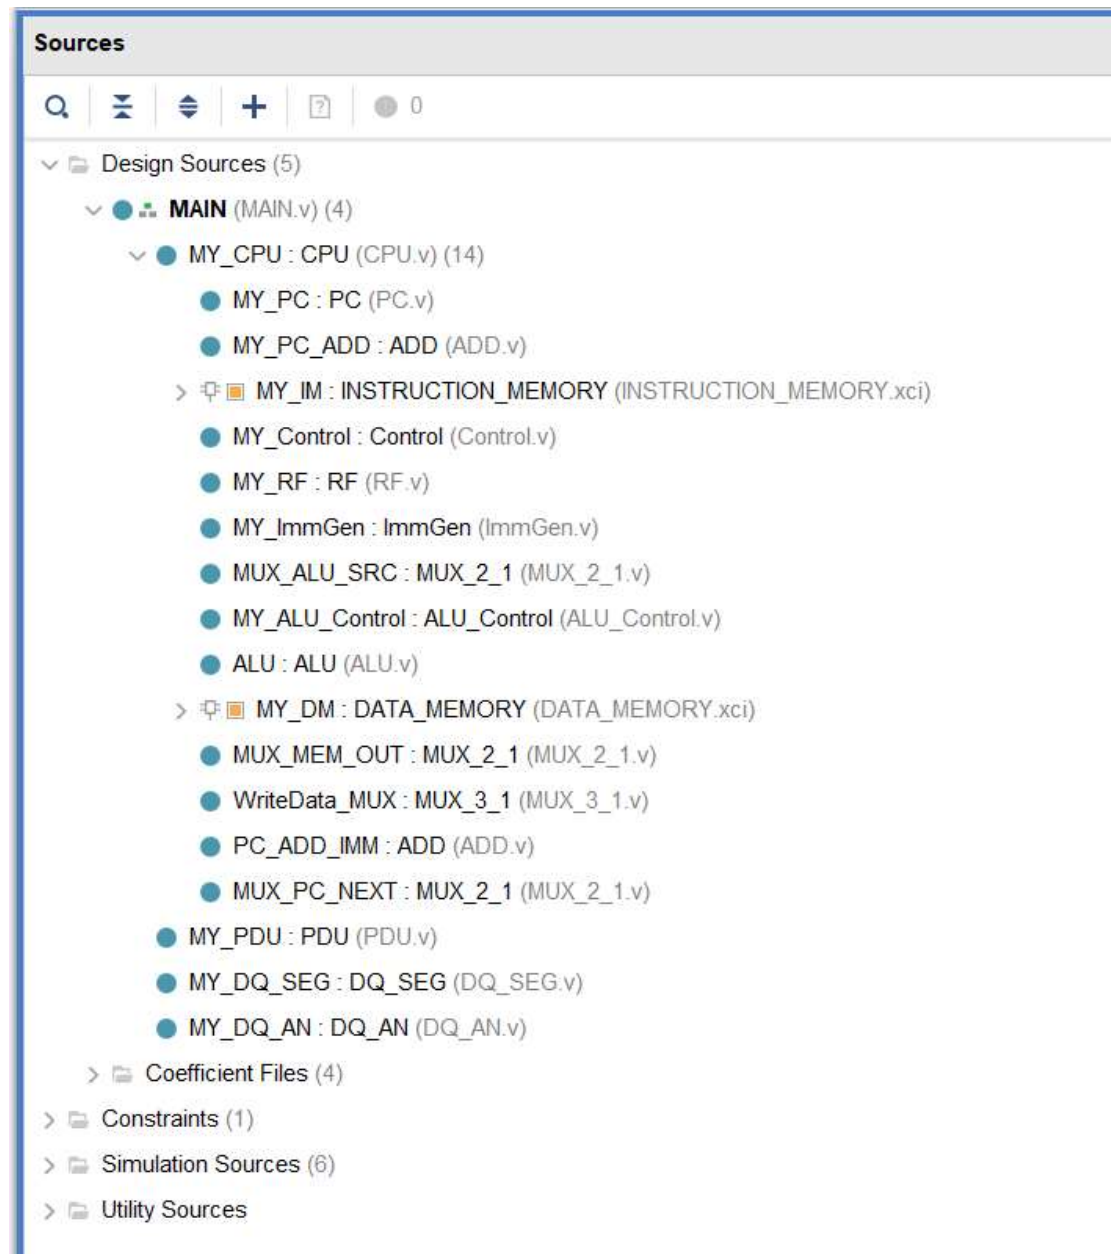 Sources
0
Design Sources (5)
MAIN (MAIN.v) (4)
MY_CPU : CPU (CPU.v) (14)
MY_PC : PC (PC.v)
MY_PC_ADD : ADD (ADD.v)
MY_IM : INSTRUCTION_MEMORY (INSTRUCTION_MEMORY.xci)
MY_Control : Control (Control.v)
MY_RF : RF (RF.v)
MY_ImmGen : ImmGen (ImmGen.v)
MUX_ALU_SRC : MUX_2_1 (MUX_2_1.v)
MY_ALU_Control : ALU_Control (ALU_Control.v)
ALU : ALU (ALU.v)
MY_DM : DATA_MEMORY (DATA_MEMORY.xci)
MUX_MEM_OUT : MUX_2_1 (MUX_2_1.v)
WriteData_MUX : MUX_3_1 (MUX_3_1.v)
PC_ADD_IMM : ADD (ADD.v)
MUX_PC_NEXT : MUX_2_1 (MUX_2_1.v)
MY_PDU : PDU (PDU.v)
MY_DQ_SEG : DQ_SEG (DQ_SEG.v)
MY_DQ_AN : DQ_AN (DQ_AN.v)
Coefficient Files (4)
Constraints (1)
Simulation Sources (6)
Utility Sources